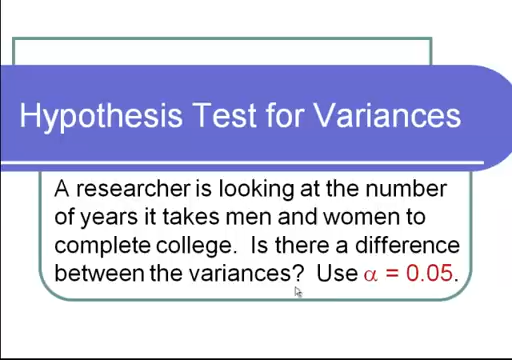 Hypothesis Test for Variances
A researcher is looking at the number
of years it takes men and women to
complete college.  Is there a difference
between the variances?  Use α = 0.05.